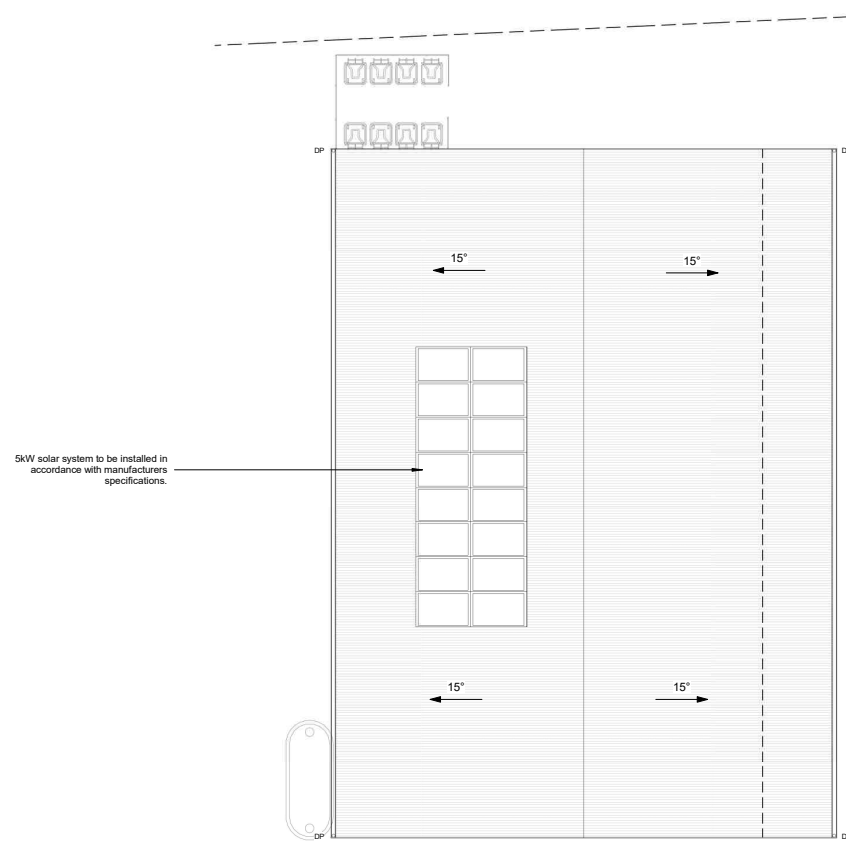 DP
D
15°
15°
5kW solar system to be installed in
accordance with manufacturers
specifications.
15°
15°
DP
D